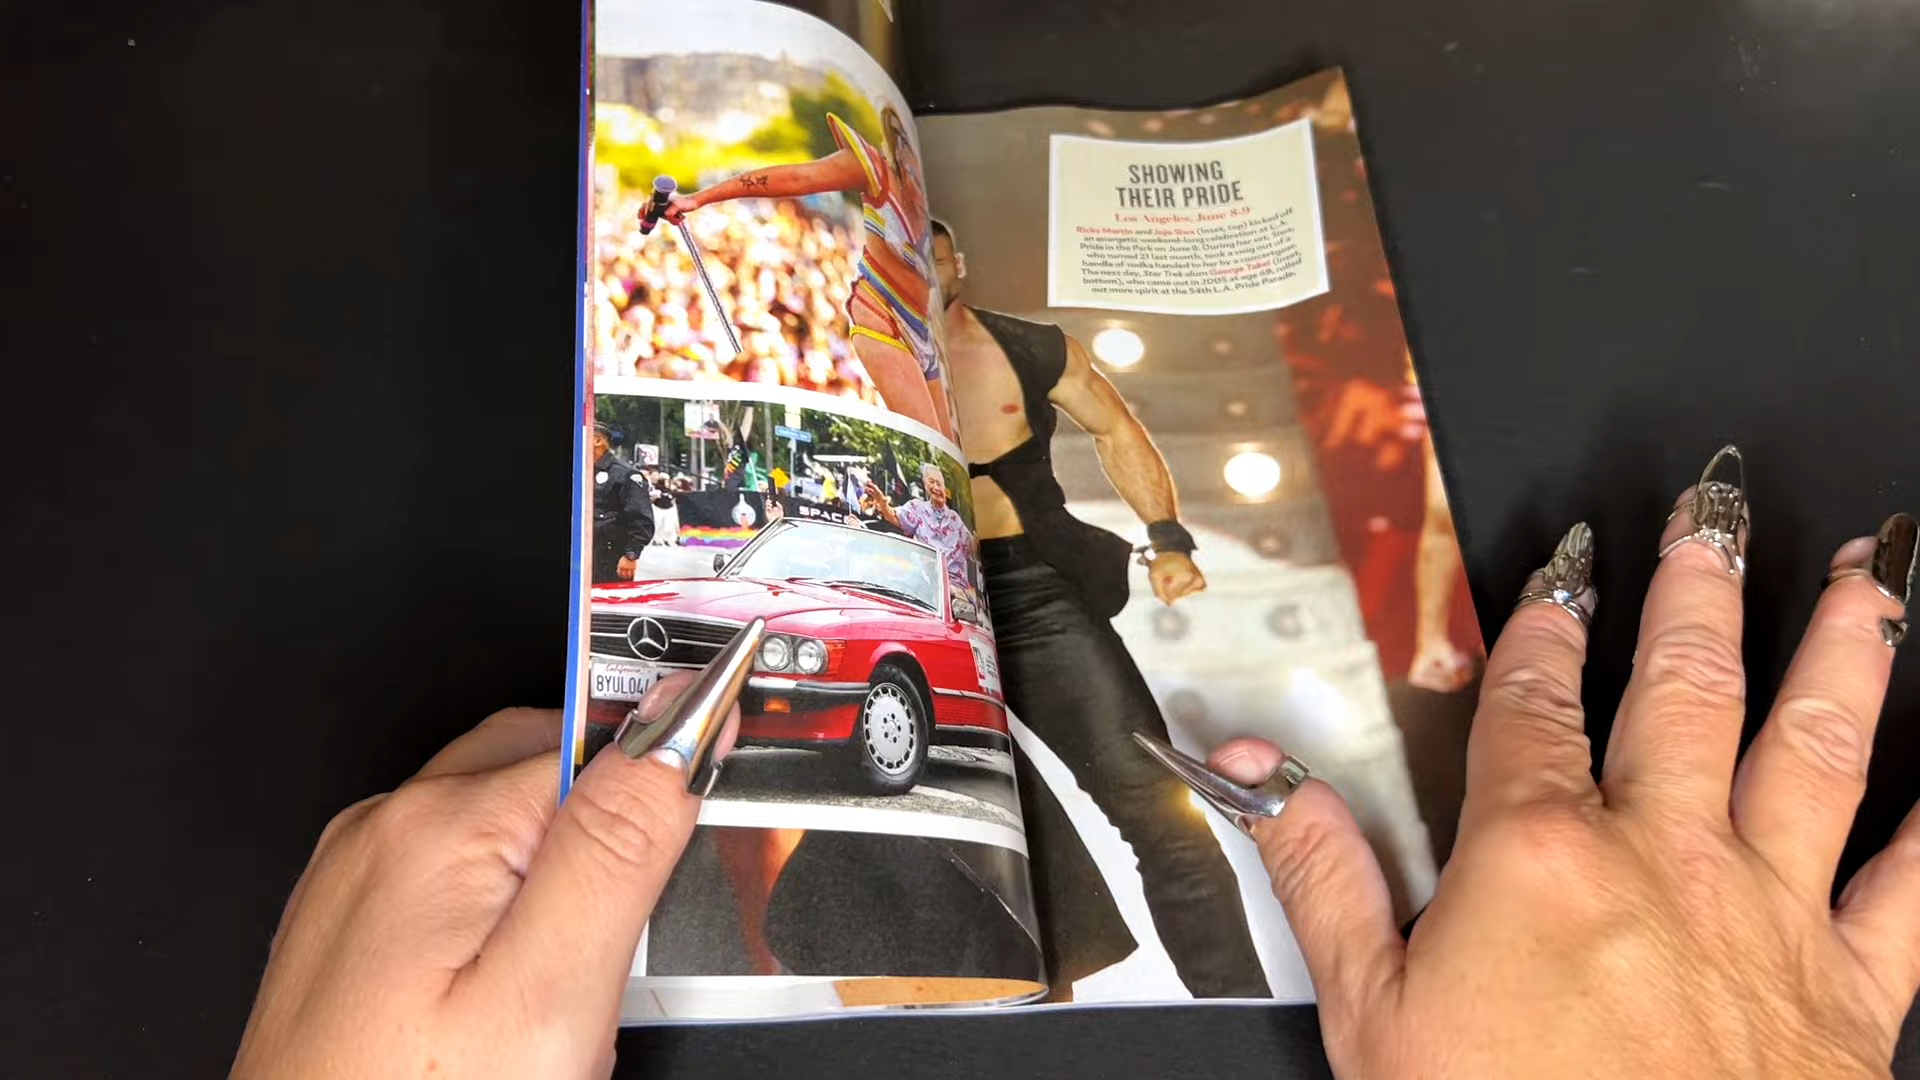 SPACE
California
8YUL04
SHOWING
THEIR PRIDE
Los Angeles, June 8-9
Ricky Martin and Jojo Siwa (inset, top) kicked off
an energetic weekend-long celebration at L.A.
Pride in the Park on June 8. During her set, Siwa,
who turned 21 last month, took a swig out of a
handle of vodka handed to her by a concertgoer.
The next day, Star Trek alum George Takei (inset,
bottom), who came out in 2005 at age 68, rolled
out more spirit at the 54th L.A. Pride Parade.